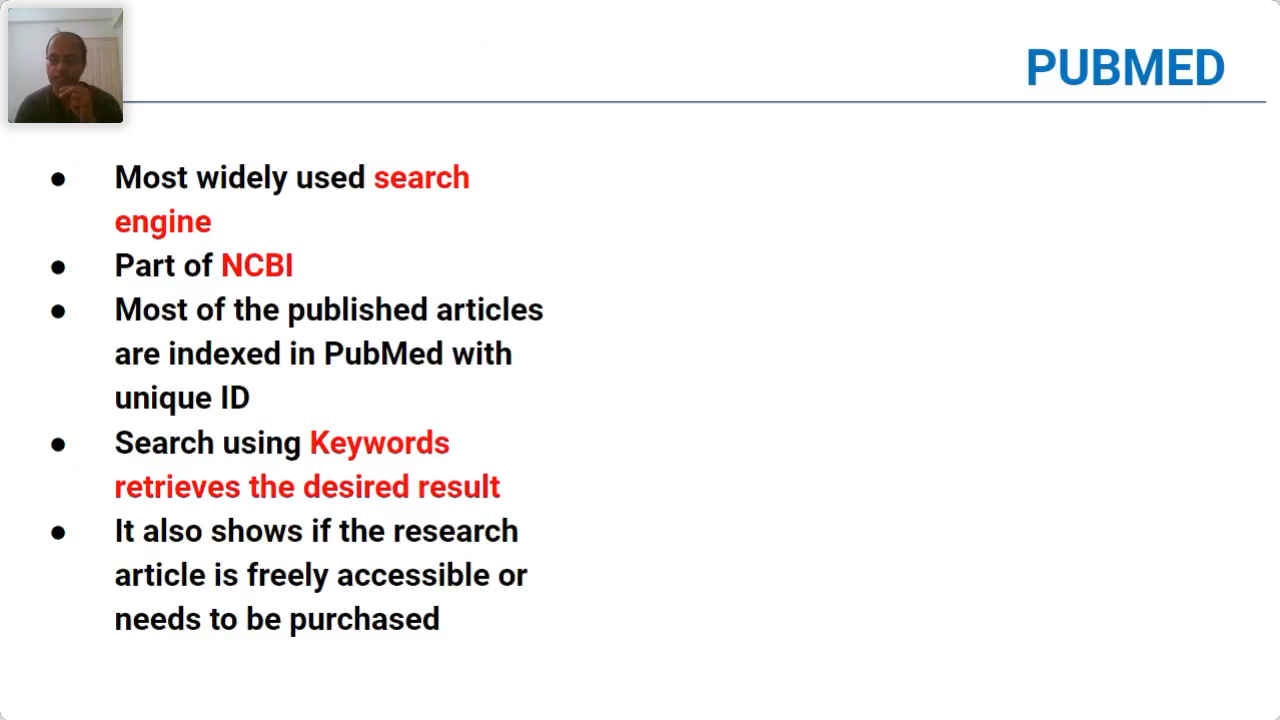 PUBMED
● Most widely used search
engine
● Part of NCBI
● Most of the published articles
are indexed in PubMed with
unique ID
● Search using Keywords
retrieves the desired result
● It also shows if the research
article is freely accessible or
needs to be purchased